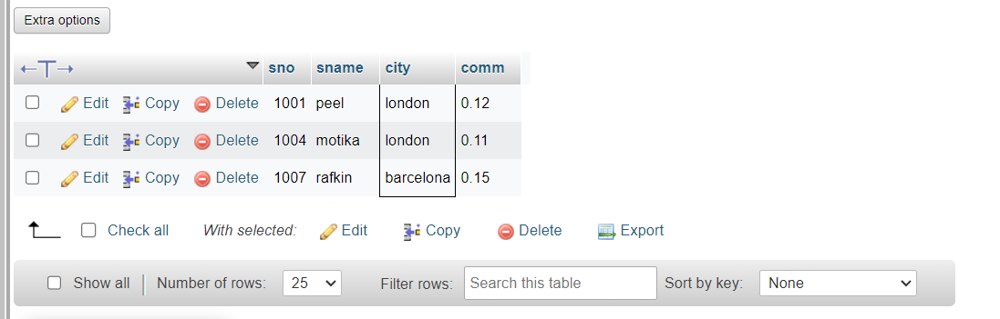 Extra options
←T→ sno sname city comm
Edit Copy Delete 1001 peel london 0.12
Edit Copy Delete 1004 motika london 0.11
Edit Copy Delete 1007 rafkin barcelona 0.15
Check all With selected: Edit Copy Delete Export
Show all Number of rows: 25 Filter rows: Search this table Sort by key: None